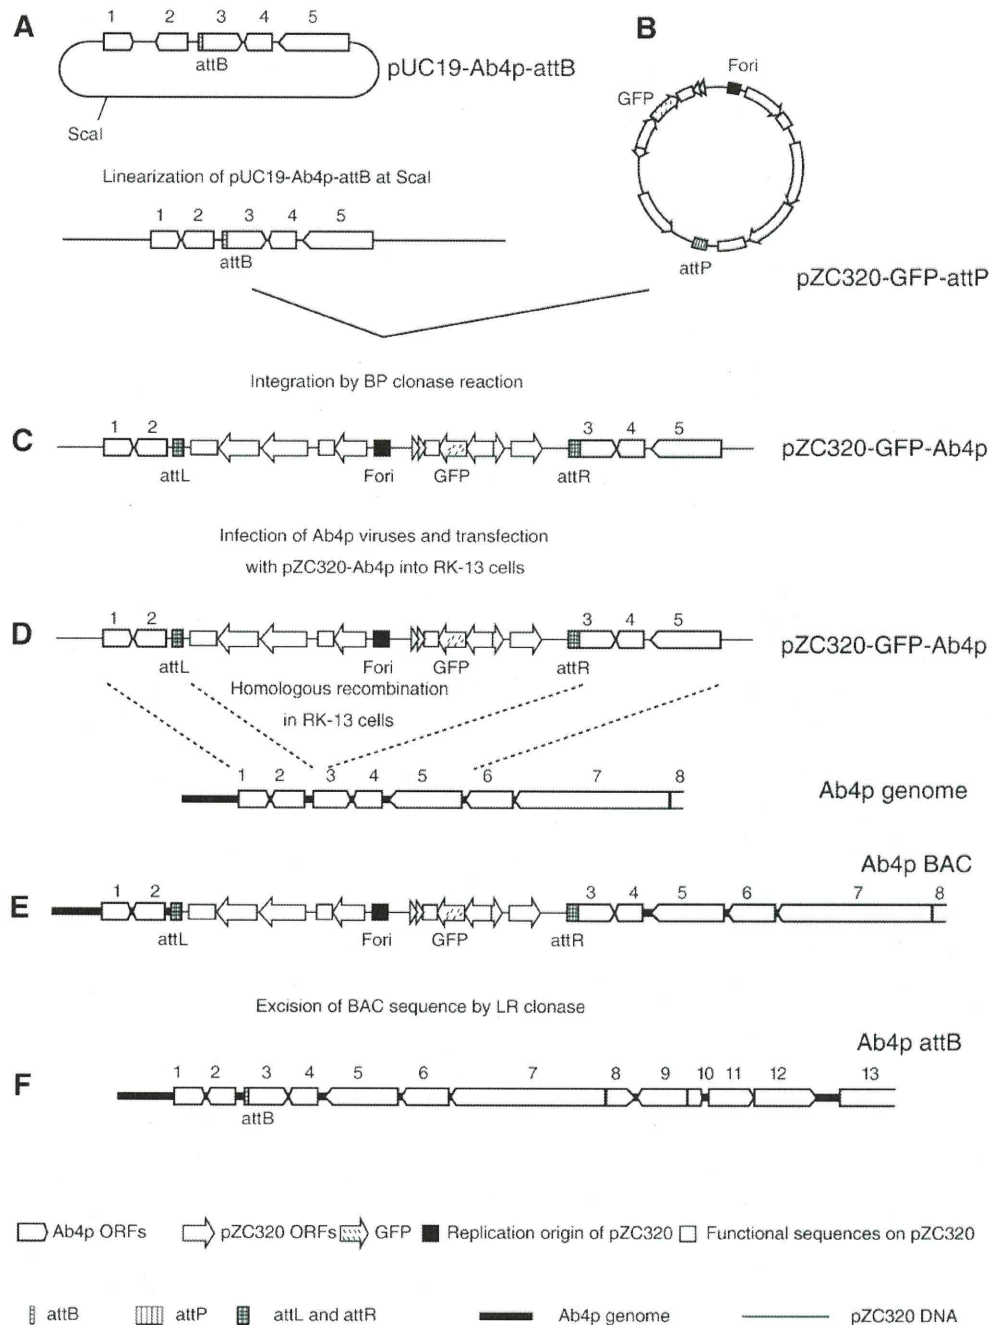 A
1 2 3 4 5
attB
pUC19-Ab4p-attB
ScaI
B
Fori
GFP
attP
pZC320-GFP-attP
Linearization of pUC19-Ab4p-attB at ScaI
1 2 3 4 5
attB
Integration by BP clonase reaction
C
1 2 3 4 5
attL Fori GFP attR
pZC320-GFP-Ab4p
Infection of Ab4p viruses and transfection
with pZC320-Ab4p into RK-13 cells
D
1 2 3 4 5
attL Fori GFP attR
pZC320-GFP-Ab4p
Homologous recombination
in RK-13 cells
1 2 3 4 5 6 7 8
Ab4p genome
Ab4p BAC
E
1 2 3 4 5 6 7 8
attL Fori GFP attR
Excision of BAC sequence by LR clonase
Ab4p attB
F
1 2 3 4 5 6 7 8 9 10 11 12 13
attB
Ab4p ORFs pZC320 ORFs GFP Replication origin of pZC320 Functional sequences on pZC320
attB attP attL and attR Ab4p genome pZC320 DNA